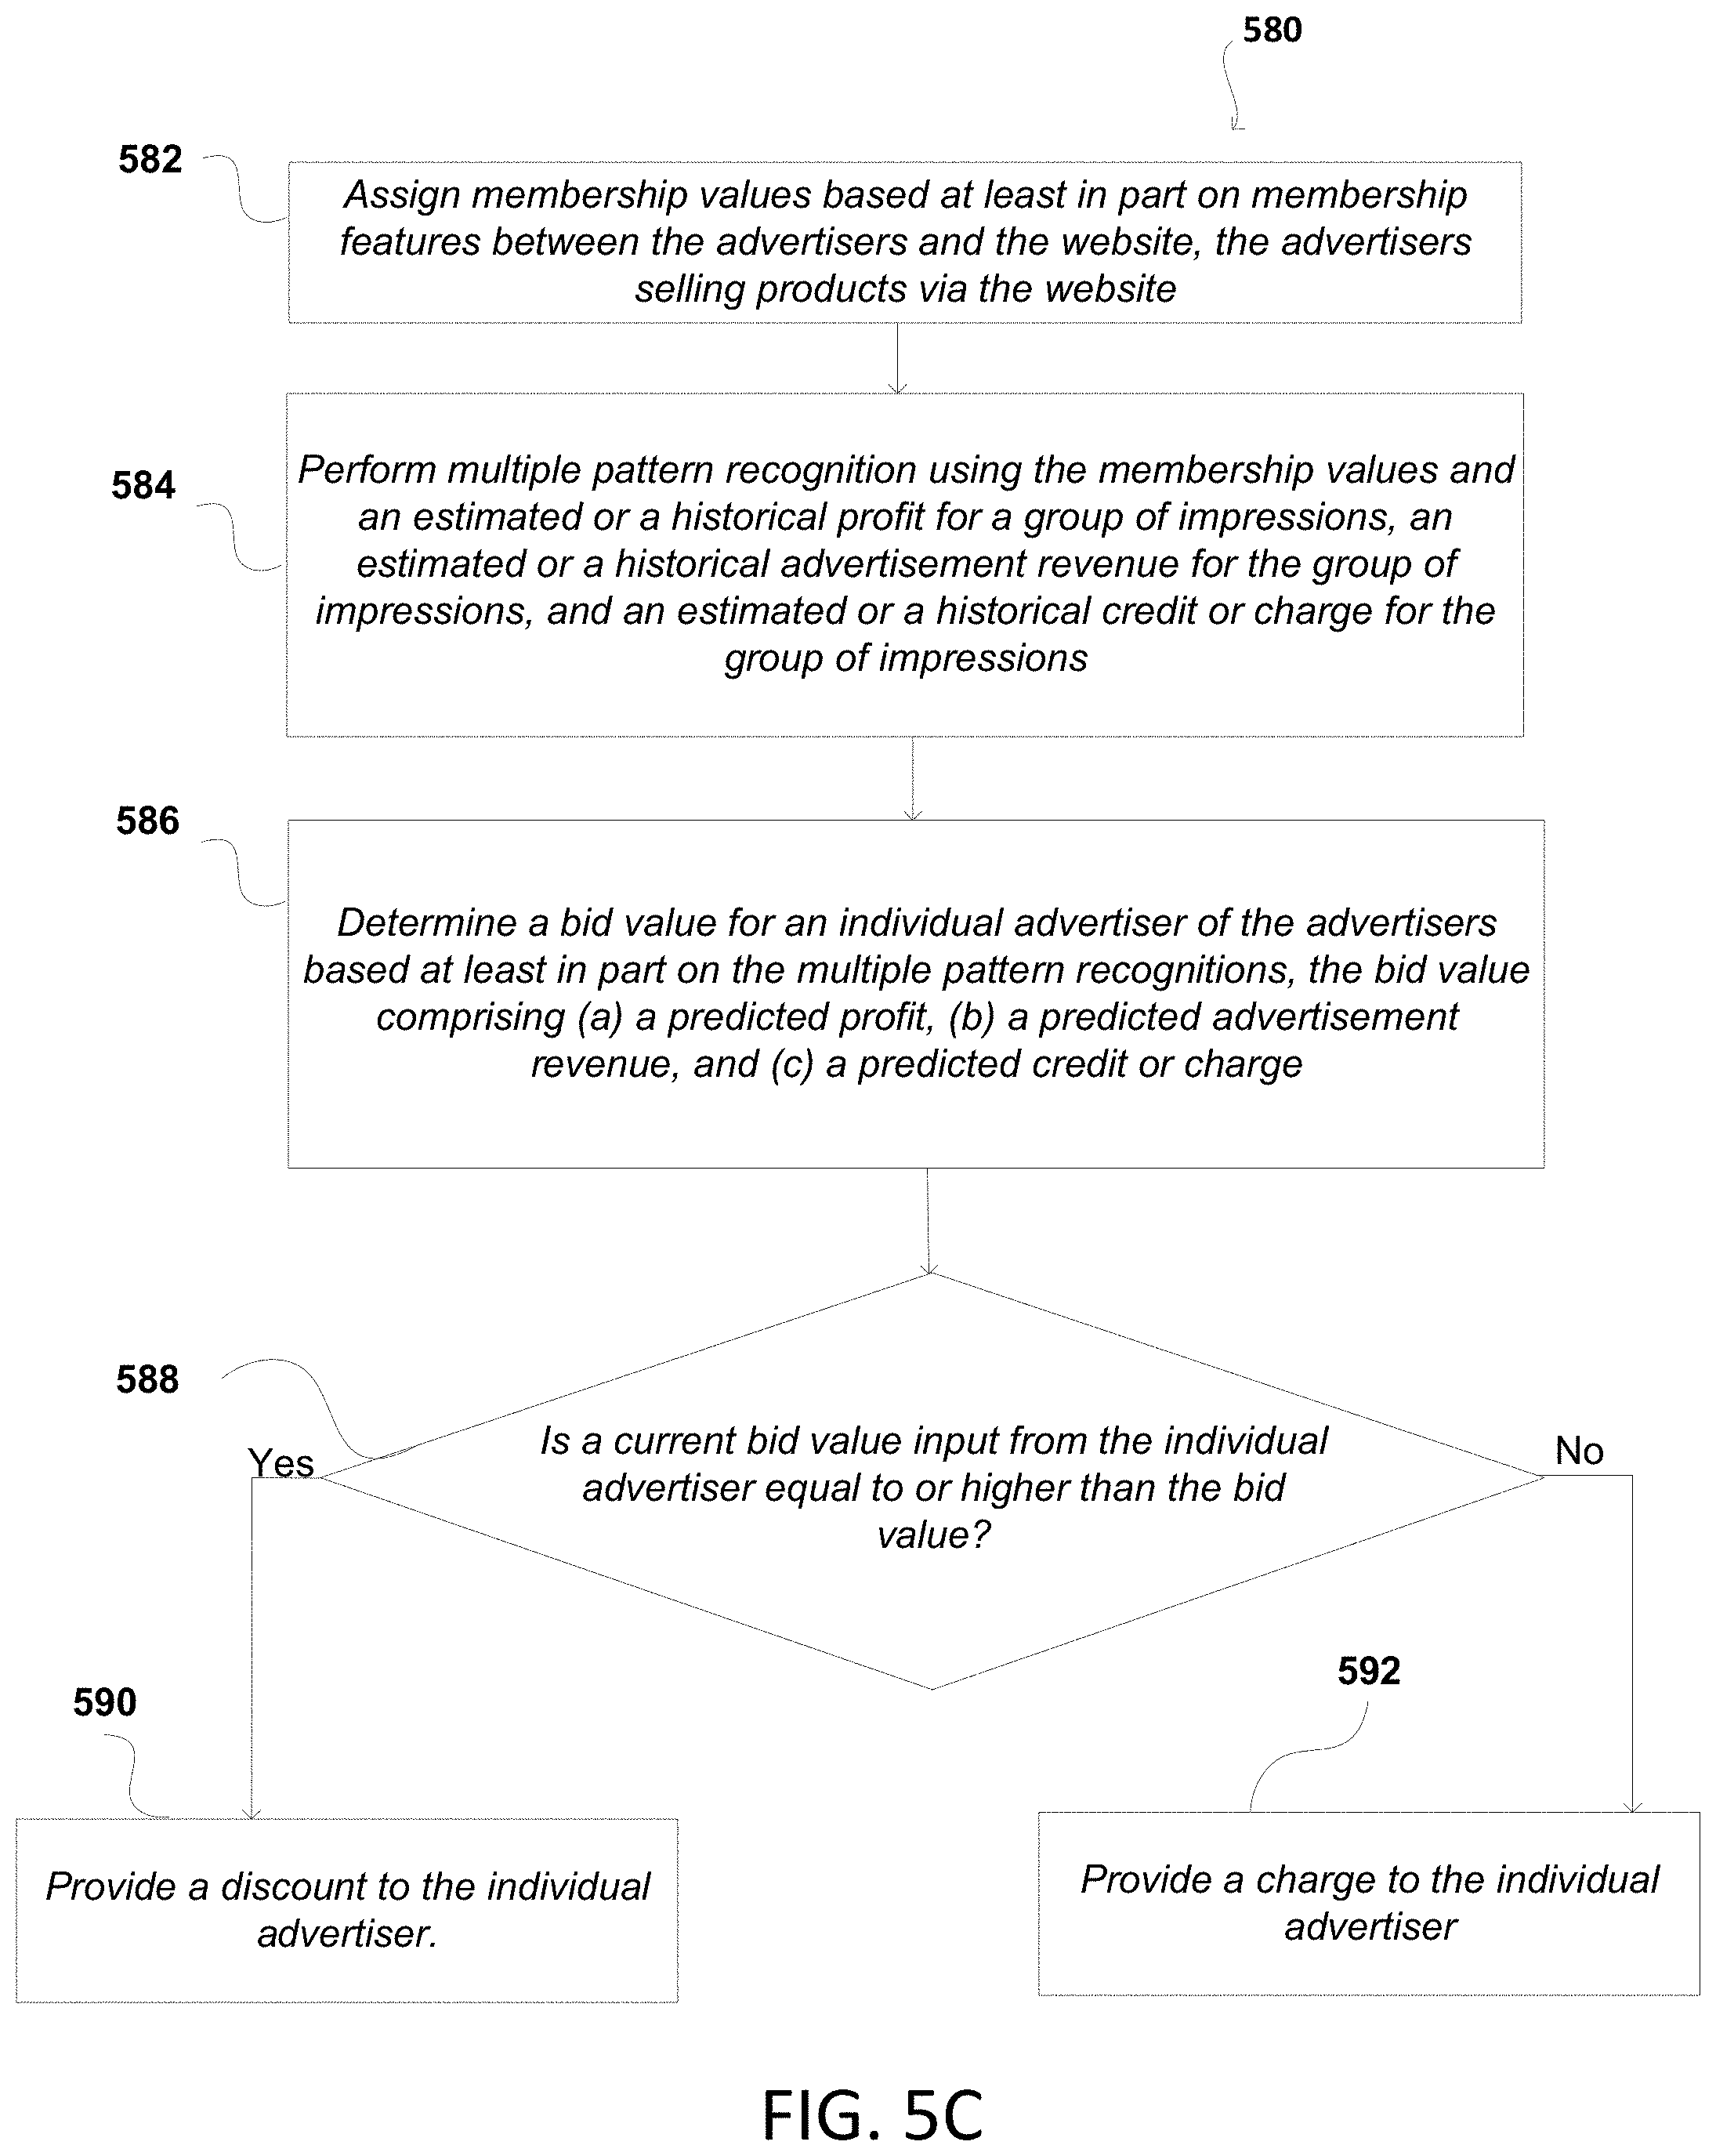 580
582
Assign membership values based at least in part on membership
features between the advertisers and the website, the advertisers
selling products via the website
584
Perform multiple pattern recognition using the membership values and
an estimated or a historical profit for a group of impressions, an
estimated or a historical advertisement revenue for the group of
impressions, and an estimated or a historical credit or charge for the
group of impressions
586
Determine a bid value for an individual advertiser of the advertisers
based at least in part on the multiple pattern recognitions, the bid value
comprising (a) a predicted profit, (b) a predicted advertisement
revenue, and (c) a predicted credit or charge
588
Is a current bid value input from the individual
advertiser equal to or higher than the bid
value?
Yes
No
590
Provide a discount to the individual
advertiser.
592
Provide a charge to the individual
advertiser
FIG. 5C